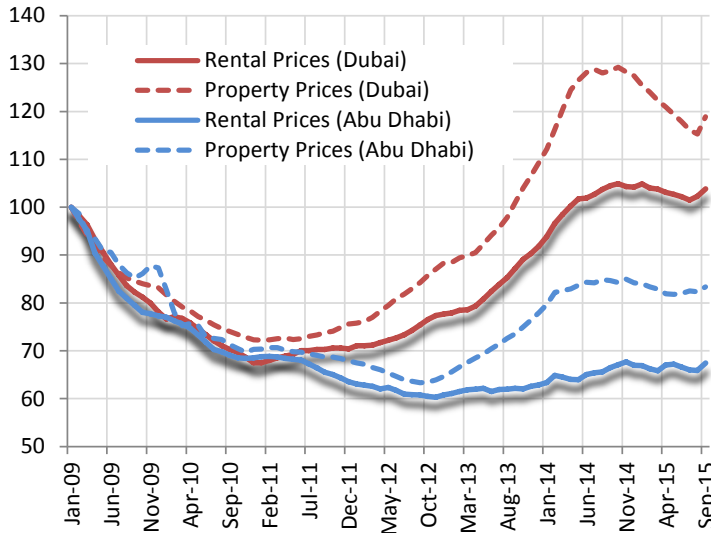 140
130
120
110
100
90
80
70
60
50
Rental Prices (Dubai)
Property Prices (Dubai)
Rental Prices (Abu Dhabi)
Property Prices (Abu Dhabi)
Jan-09
Jun-09
Nov-09
Apr-10
Sep-10
Feb-11
Jul-11
Dec-11
May-12
Oct-12
Mar-13
Aug-13
Jan-14
Jun-14
Nov-14
Apr-15
Sep-15